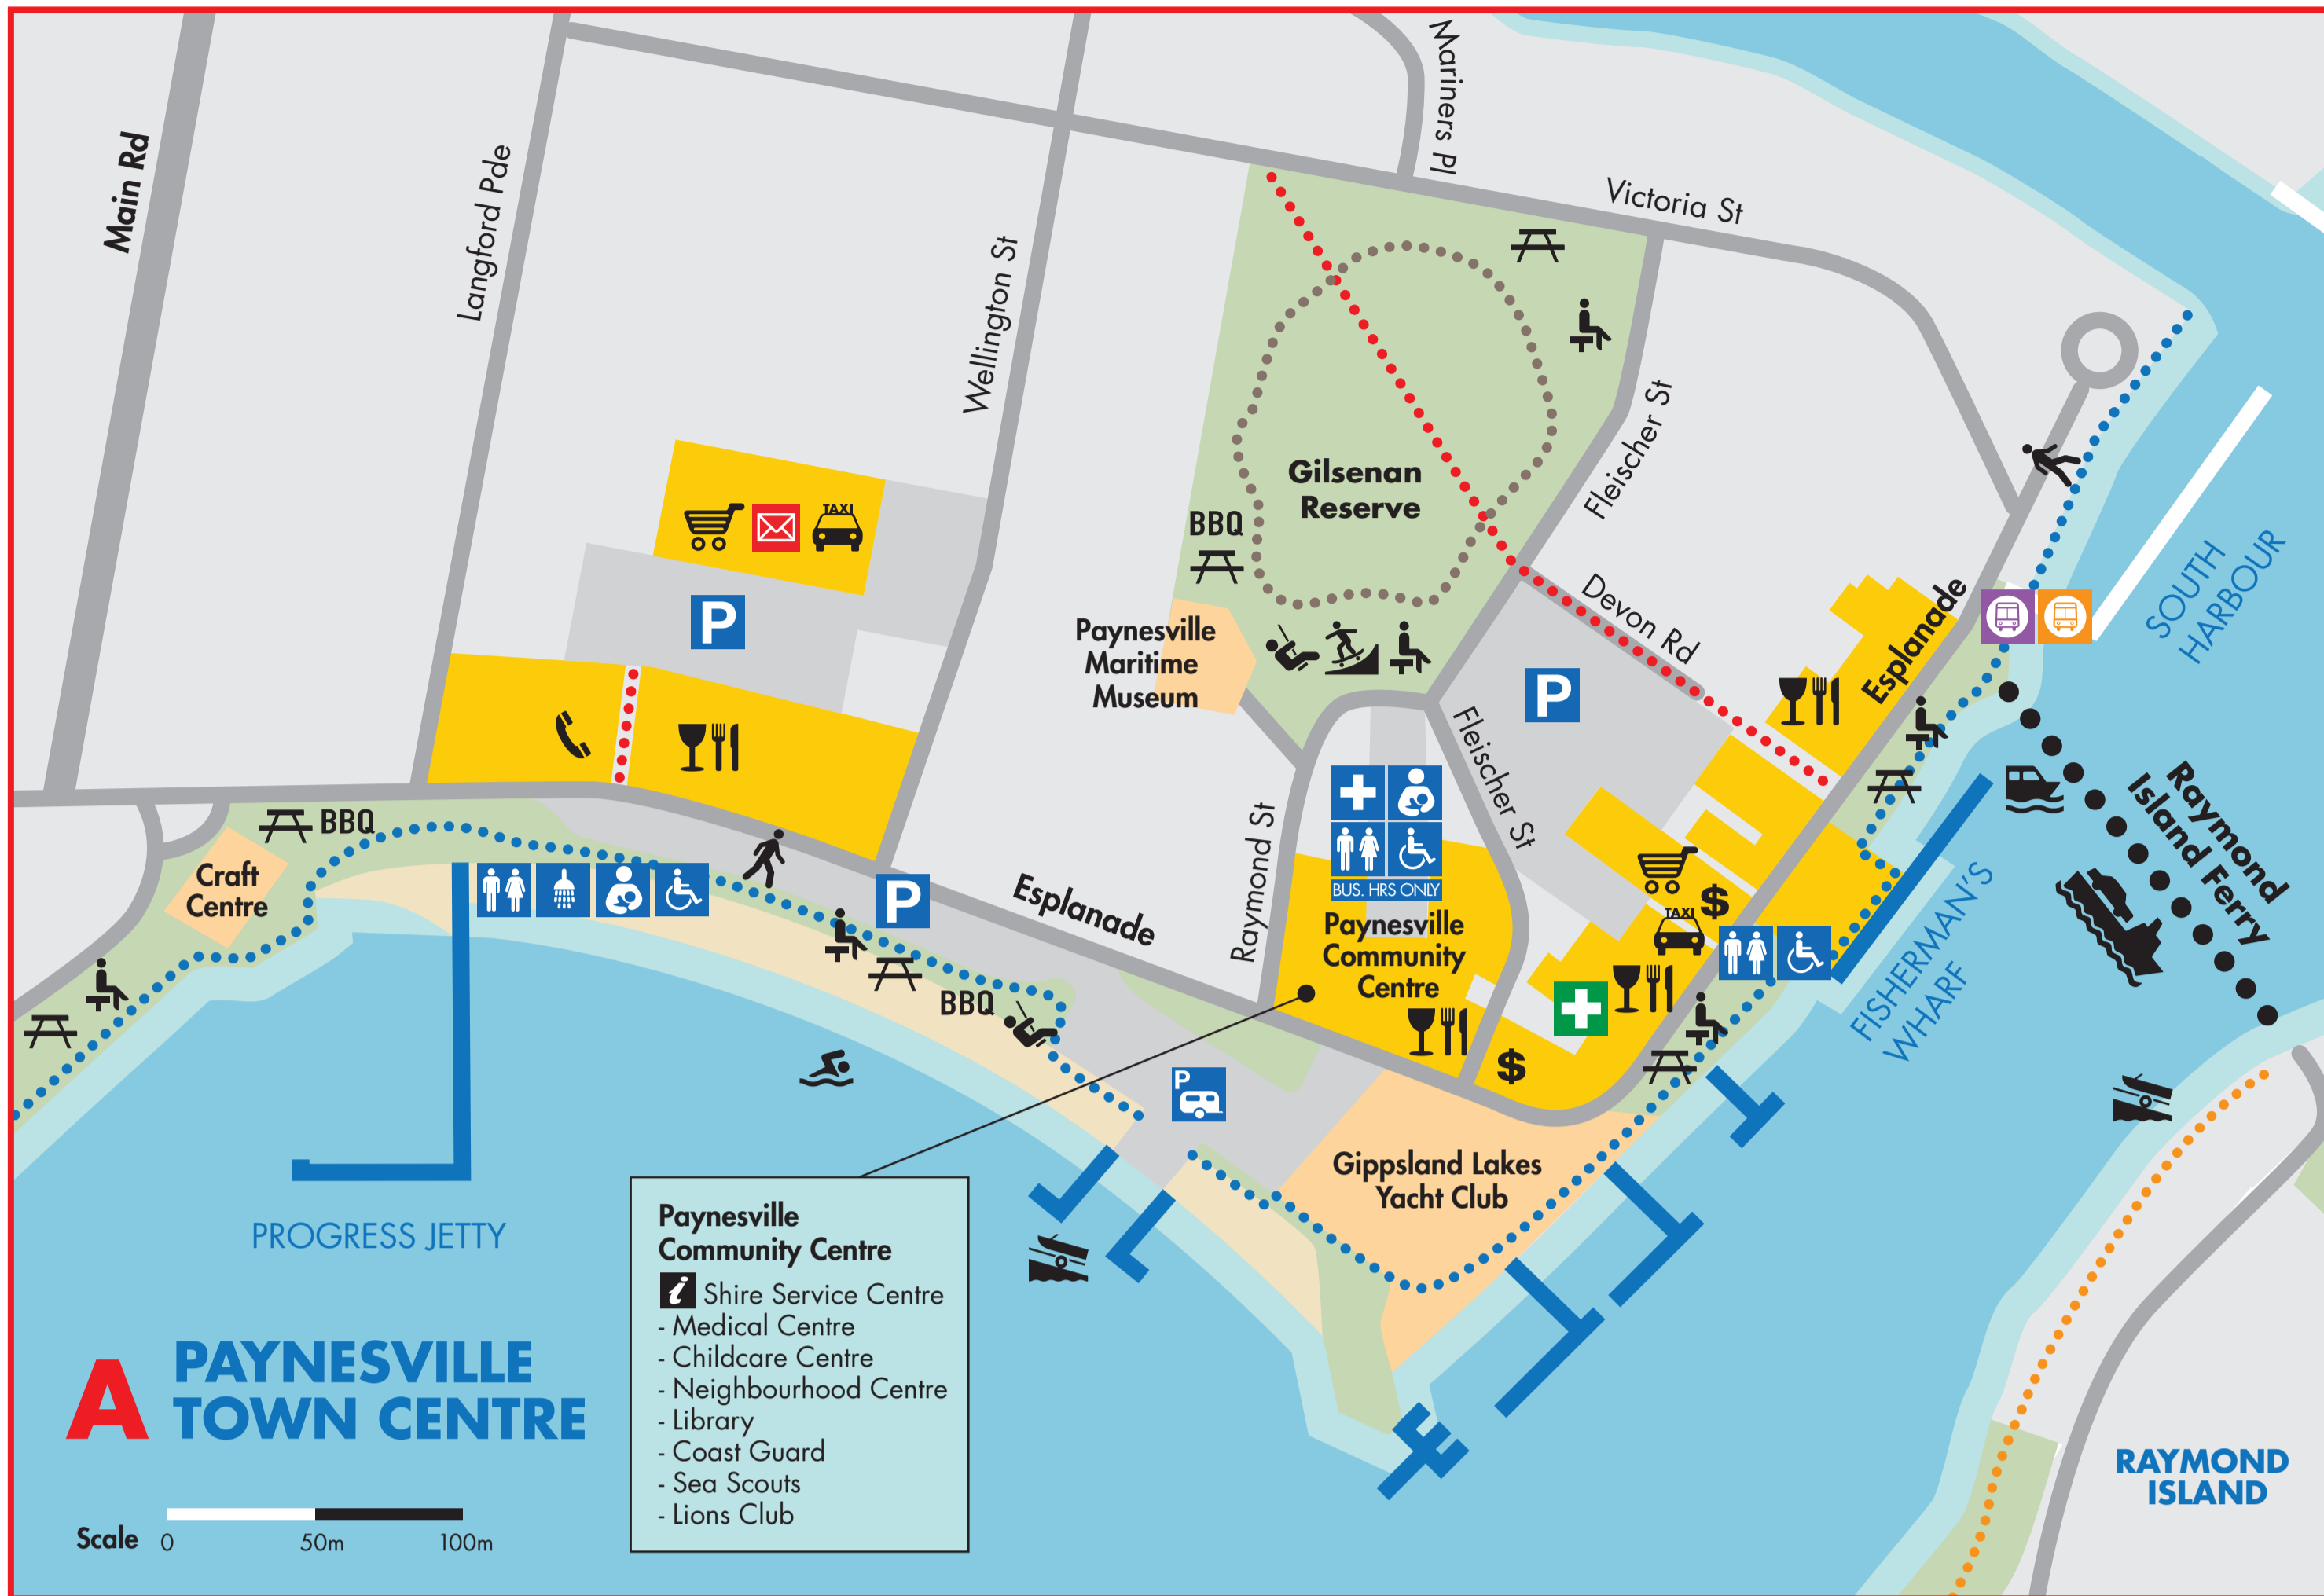 Main Rd
Langford Pde
Wellington St
Mariners Pl
Victoria St
Fleischer St
Gilsenan
Reserve
BBQ
TAXI
P
Paynesville
Maritime
Museum
Devon Rd
P
Esplanade
SOUTH
HARBOUR
Fleischer St
Raymond St
BUS. HRS ONLY
Paynesville
Community
Centre
$
TAXI
$
Raymond
Island Ferry
FISHERMAN'S
WHARF
BBQ
Craft
Centre
P
Esplanade
BBQ
P
Gippsland Lakes
Yacht Club
PROGRESS JETTY
Paynesville
Community Centre
i Shire Service Centre
- Medical Centre
- Childcare Centre
- Neighbourhood Centre
- Library
- Coast Guard
- Sea Scouts
- Lions Club
A PAYNESVILLE
TOWN CENTRE
Scale 0 50m 100m
RAYMOND
ISLAND